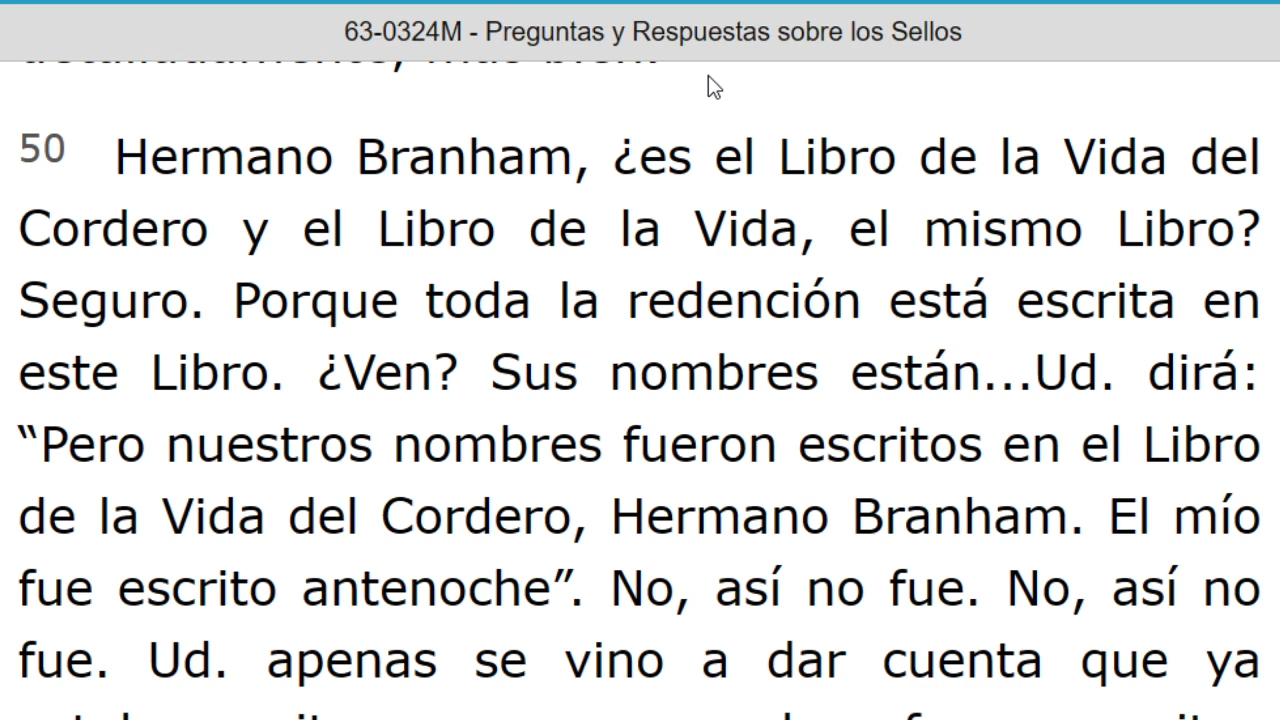 63-0324M - Preguntas y Respuestas sobre los Sellos
50 Hermano Branham, ¿es el Libro de la Vida del
Cordero y el Libro de la Vida, el mismo Libro?
Seguro. Porque toda la redención está escrita en
este Libro. ¿Ven? Sus nombres están...Ud. dirá:
“Pero nuestros nombres fueron escritos en el Libro
de la Vida del Cordero, Hermano Branham. El mío
fue escrito antenoche”. No, así no fue. No, así no
fue. Ud. apenas se vino a dar cuenta que ya